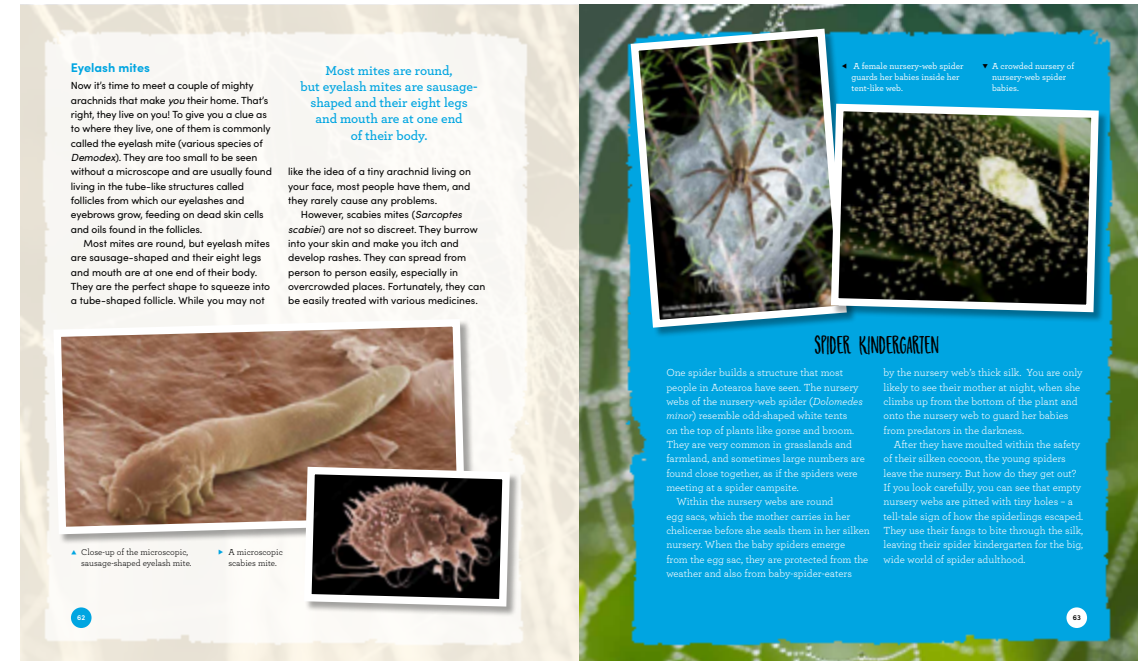 Eyelash mites
Now it's time to meet a couple of mighty
arachnids that make you their home. That's
right, they live on you! To give you a clue as
to where they live, one of them is commonly
called the eyelash mite (various species of
Demodex). They are too small to be seen
without a microscope and are usually found
living in the tube-like structures called
follicles from which our eyelashes and
eyebrows grow, feeding on dead skin cells
and oils found in the follicles.
Most mites are round, but eyelash mites
are sausage-shaped and their eight legs
and mouth are at one end of their body.
They are the perfect shape to squeeze into
a tube-shaped follicle. While you may not
Most mites are round,
but eyelash mites are sausage-
shaped and their eight legs
and mouth are at one end
of their body.
like the idea of a tiny arachnid living on
your face, most people have them, and
they rarely cause any problems.
However, scabies mites (Sarcoptes
scabiei) are not so discreet. They burrow
into your skin and make you itch and
develop rashes. They can spread from
person to person easily, especially in
overcrowded places. Fortunately, they can
be easily treated with various medicines.
Close-up of the microscopic,
sausage-shaped eyelash mite.
A microscopic
scabies mite.
62
A female nursery-web spider
guards her babies inside her
tent-like web.
A crowded nursery of
nursery-web spider
babies.
SPIDER KINDERGARTEN
One spider builds a structure that most
people in Aotearoa have seen. The nursery
webs of the nursery-web spider (Dolomedes
minor) resemble odd-shaped white tents
on the top of plants like gorse and broom.
They are very common in grasslands and
farmland, and sometimes large numbers are
found close together, as if the spiders were
meeting at a spider campsite.
Within the nursery webs are round
egg sacs, which the mother carries in her
chelicerae before she seals them in her silken
nursery. When the baby spiders emerge
from the egg sac, they are protected from the
weather and also from baby-spider-eaters
by the nursery web's thick silk. You are only
likely to see their mother at night, when she
climbs up from the bottom of the plant and
onto the nursery web to guard her babies
from predators in the darkness.
After they have moulted within the safety
of their silken cocoon, the young spiders
leave the nursery. But how do they get out?
If you look carefully, you can see that empty
nursery webs are pitted with tiny holes – a
tell-tale sign of how the spiderlings escaped.
They use their fangs to bite through the silk,
leaving their spider kindergarten for the big,
wide world of spider adulthood.
63